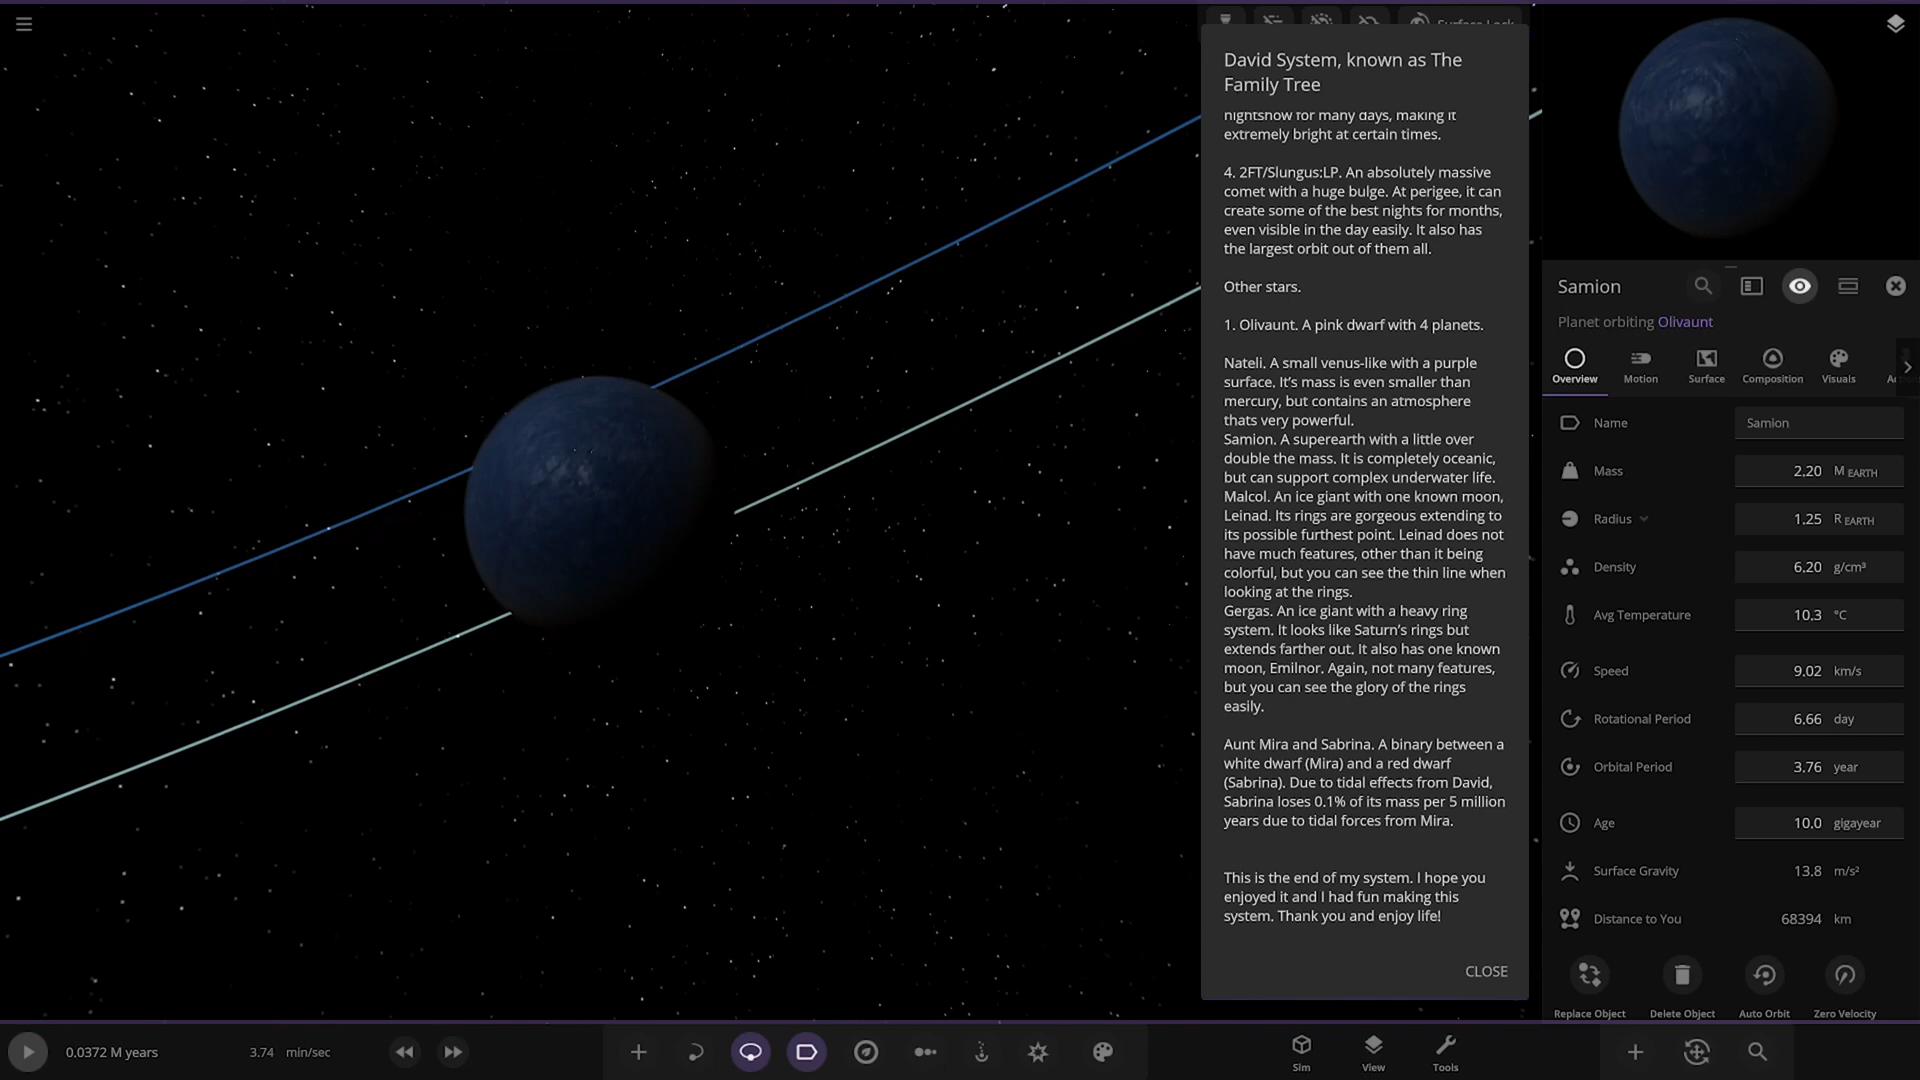 Surface Lock
David System, known as The
Family Tree
nightsnow for many days, making it
extremely bright at certain times.
4. 2FT/Slungus:LP. An absolutely massive
comet with a huge bulge. At perigee, it can
create some of the best nights for months,
even visible in the day easily. It also has
the largest orbit out of them all.
Other stars.
1. Olivaunt. A pink dwarf with 4 planets.
Nateli. A small venus-like with a purple
surface. It's mass is even smaller than
mercury, but contains an atmosphere
thats very powerful.
Samion. A superearth with a little over
double the mass. It is completely oceanic,
but can support complex underwater life.
Malcol. An ice giant with one known moon,
Leinad. Its rings are gorgeous extending to
its possible furthest point. Leinad does not
have much features, other than it being
colorful, but you can see the thin line when
looking at the rings.
Gergas. An ice giant with a heavy ring
system. It looks like Saturn's rings but
extends farther out. It also has one known
moon, Emilnor. Again, not many features,
but you can see the glory of the rings
easily.
Aunt Mira and Sabrina. A binary between a
white dwarf (Mira) and a red dwarf
(Sabrina). Due to tidal effects from David,
Sabrina loses 0.1% of its mass per 5 million
years due to tidal forces from Mira.
This is the end of my system. I hope you
enjoyed it and I had fun making this
system. Thank you and enjoy life!
CLOSE
Samion
Planet orbiting Olivaunt
Overview Motion Surface Composition Visuals
Name Samion
Mass 2.20 M EARTH
Radius 1.25 R EARTH
Density 6.20 g/cm³
Avg Temperature 10.3 °C
Speed 9.02 km/s
Rotational Period 6.66 day
Orbital Period 3.76 year
Age 10.0 gigayear
Surface Gravity 13.8 m/s²
Distance to You 68394 km
Replace Object Delete Object Auto Orbit Zero Velocity
0.0372 M years 3.74 min/sec
Sim View Tools